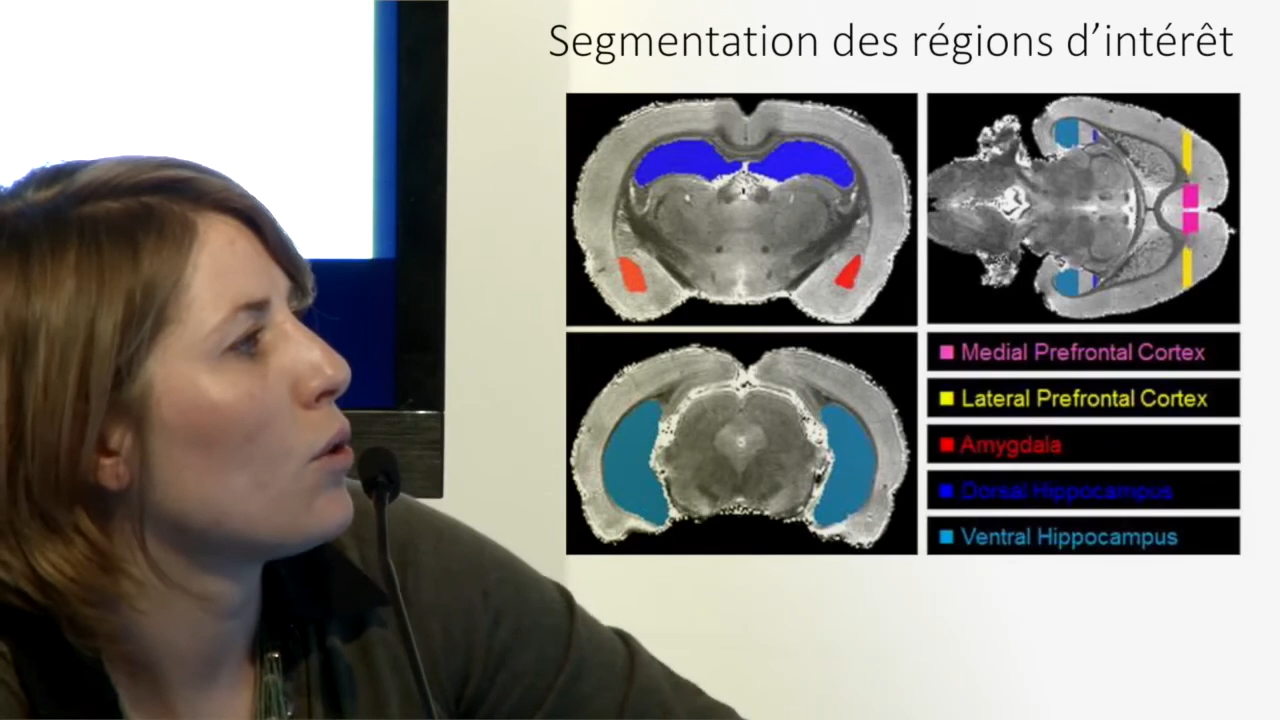 Segmentation des régions d’intérêt
Medial Prefrontal Cortex
Lateral Prefrontal Cortex
Amygdala
Dorsal Hippocampus
Ventral Hippocampus